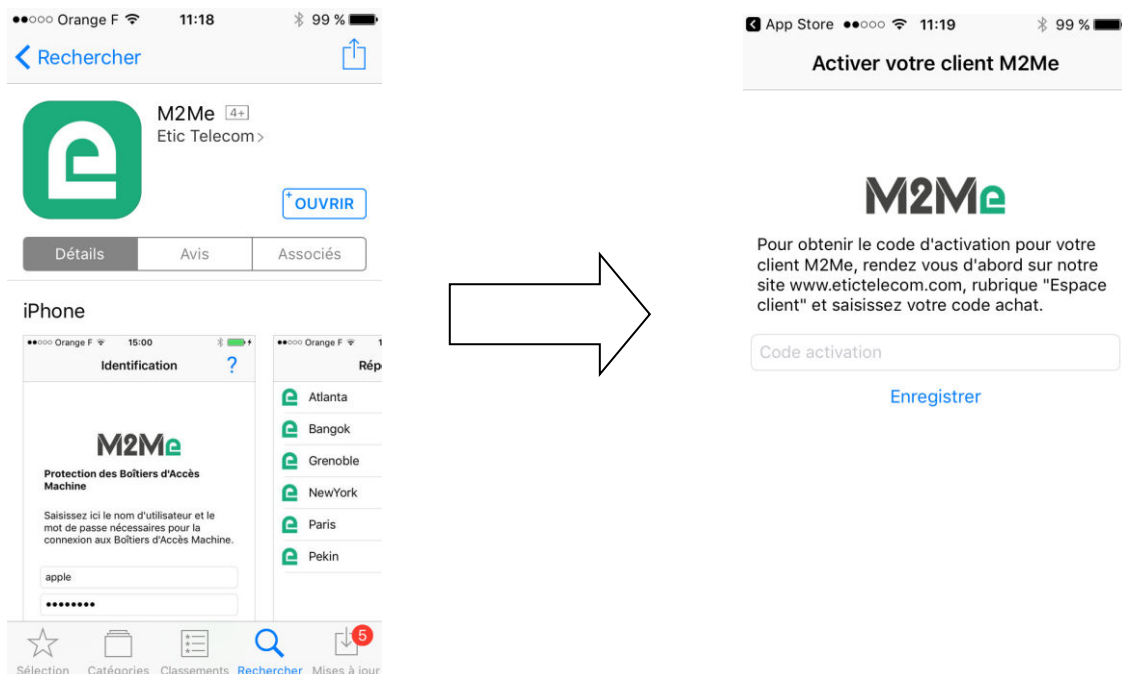 Orange F 11:18 99 %
Rechercher
M2Me 4+
Etic Telecom
+ OUVRIR
Détails Avis Associés
iPhone
Orange F 15:00
Identification ?
M2Me
Protection des Boîtiers d'Accès
Machine
Saisissez ici le nom d'utilisateur et le
mot de passe nécessaires pour la
connexion aux Boîtiers d'Accès Machine.
apple
••••••••
Orange F 1
Rép
Atlanta
Bangok
Grenoble
NewYork
Paris
Pekin
5
Sélection Catégories Classements Rechercher Mises à jour
App Store 11:19 99 %
Activer votre client M2Me
M2Me
Pour obtenir le code d'activation pour votre
client M2Me, rendez vous d'abord sur notre
site www.etictelecom.com, rubrique "Espace
client" et saisissez votre code achat.
Code activation
Enregistrer